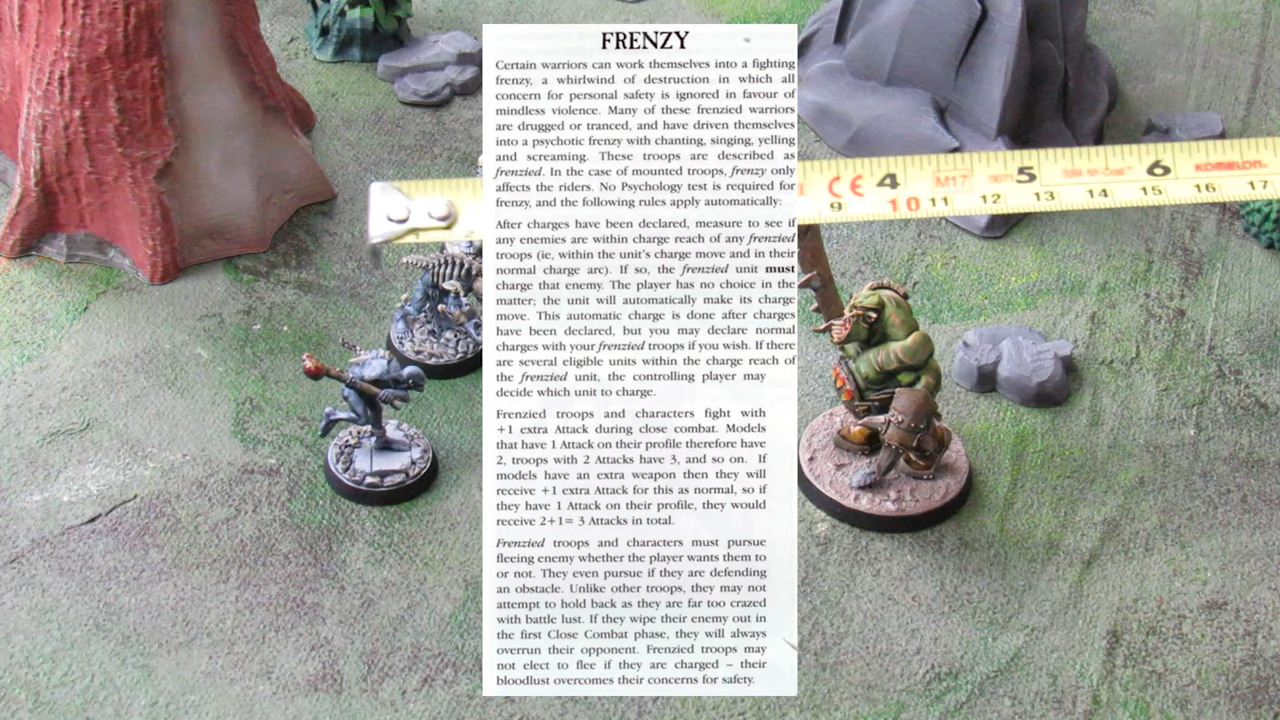 FRENZY
Certain warriors can work themselves into a fighting
frenzy, a whirlwind of destruction in which all
concern for personal safety is ignored in favour of
mindless violence. Many of these frenzied warriors
are drugged or tranced, and have driven themselves
into a psychotic frenzy with chanting, singing, yelling
and screaming. These troops are described as
frenzied. In the case of mounted troops, frenzy only
affects the riders. No Psychology test is required for
frenzy, and the following rules apply automatically:
After charges have been declared, measure to see if
any enemies are within charge reach of any frenzied
troops (ie, within the unit's charge move and in their
normal charge arc). If so, the frenzied unit must
charge that enemy. The player has no choice in the
matter; the unit will automatically make its charge
move. This automatic charge is done after charges
have been declared, but you may declare normal
charges with your frenzied troops if you wish. If there
are several eligible units within the charge reach of
the frenzied unit, the controlling player may
decide which unit to charge.
Frenzied troops and characters fight with
+1 extra Attack during close combat. Models
that have 1 Attack on their profile therefore have
2, troops with 2 Attacks have 3, and so on. If
models have an extra weapon then they will
receive +1 extra Attack for this as normal, so if
they have 1 Attack on their profile, they would
receive 2+1= 3 Attacks in total.
Frenzied troops and characters must pursue
fleeing enemy whether the player wants them to
or not. They even pursue if they are defending
an obstacle. Unlike other troops, they may not
attempt to hold back as they are far too crazed
with battle lust. If they wipe their enemy out in
the first Close Combat phase, they will always
overrun their opponent. Frenzied troops may
not elect to flee if they are charged – their
bloodlust overcomes their concerns for safety.
CE 4 M17 5 6 KOMELON
9 10 11 12 13 14 15 16 17